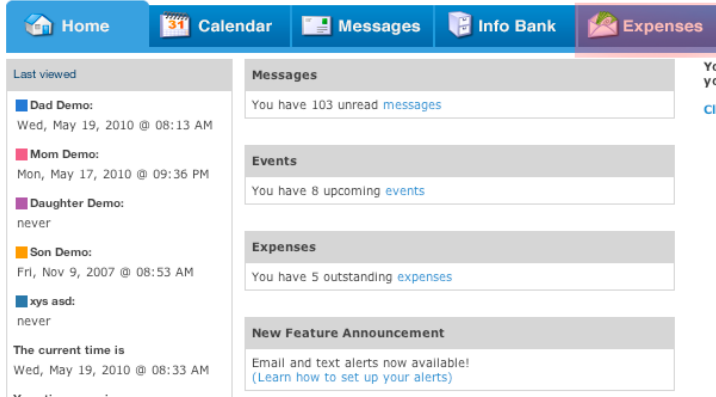 Home
31 Calendar
Messages
Info Bank
Expenses
Last viewed
Dad Demo:
Wed, May 19, 2010 @ 08:13 AM
Mom Demo:
Mon, May 17, 2010 @ 09:36 PM
Daughter Demo:
never
Son Demo:
Fri, Nov 9, 2007 @ 08:53 AM
xys asd:
never
The current time is
Wed, May 19, 2010 @ 08:33 AM
Messages
You have 103 unread messages
Events
You have 8 upcoming events
Expenses
You have 5 outstanding expenses
New Feature Announcement
Email and text alerts now available!
(Learn how to set up your alerts)